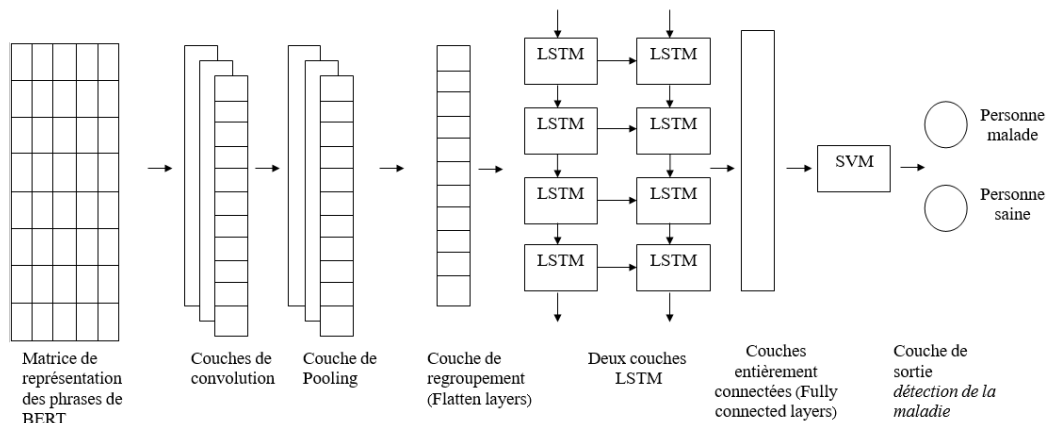 LSTM
LSTM
LSTM
LSTM
LSTM
LSTM
LSTM
LSTM
SVM
Personne
malade
Personne
saine
Matrice de
représentation
des phrases de
BERT
Couches de
convolution
Couche de
Pooling
Couche de
regroupement
(Flatten layers)
Deux couches
LSTM
Couches
entièrement
connectées (Fully
connected layers)
Couche de
sortie
détection de la
maladie